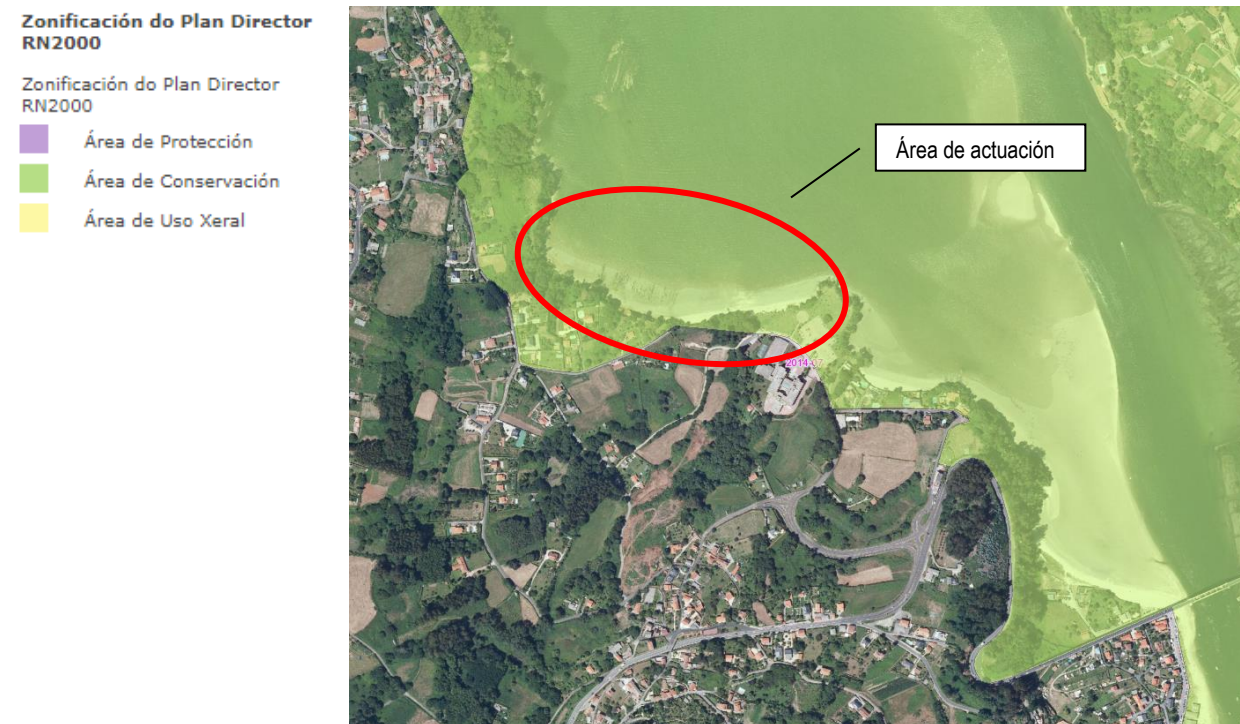 Zonificación do Plan Director
RN2000
Zonificación do Plan Director
RN2000
Área de Protección
Área de Conservación
Área de Uso Xeral
Área de actuación
2014-07